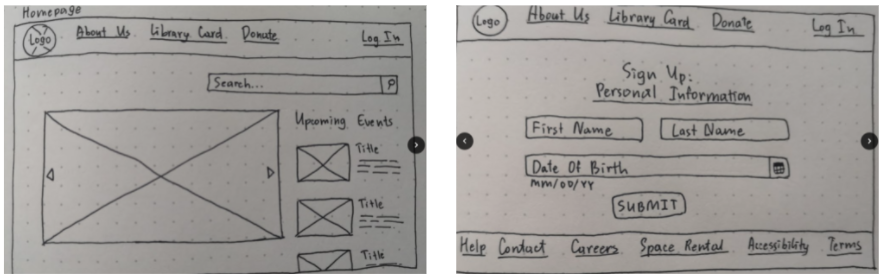 Homepage
Logo About Us Library Card Donate Log In
Search...
Upcoming Events
Title
Title
Title
Logo About Us Library Card Donate Log In
Sign Up:
Personal Information
First Name Last Name
Date Of Birth
mm/DD/YY
SUBMIT
Help Contact Careers Space Rental Accessibility Terms